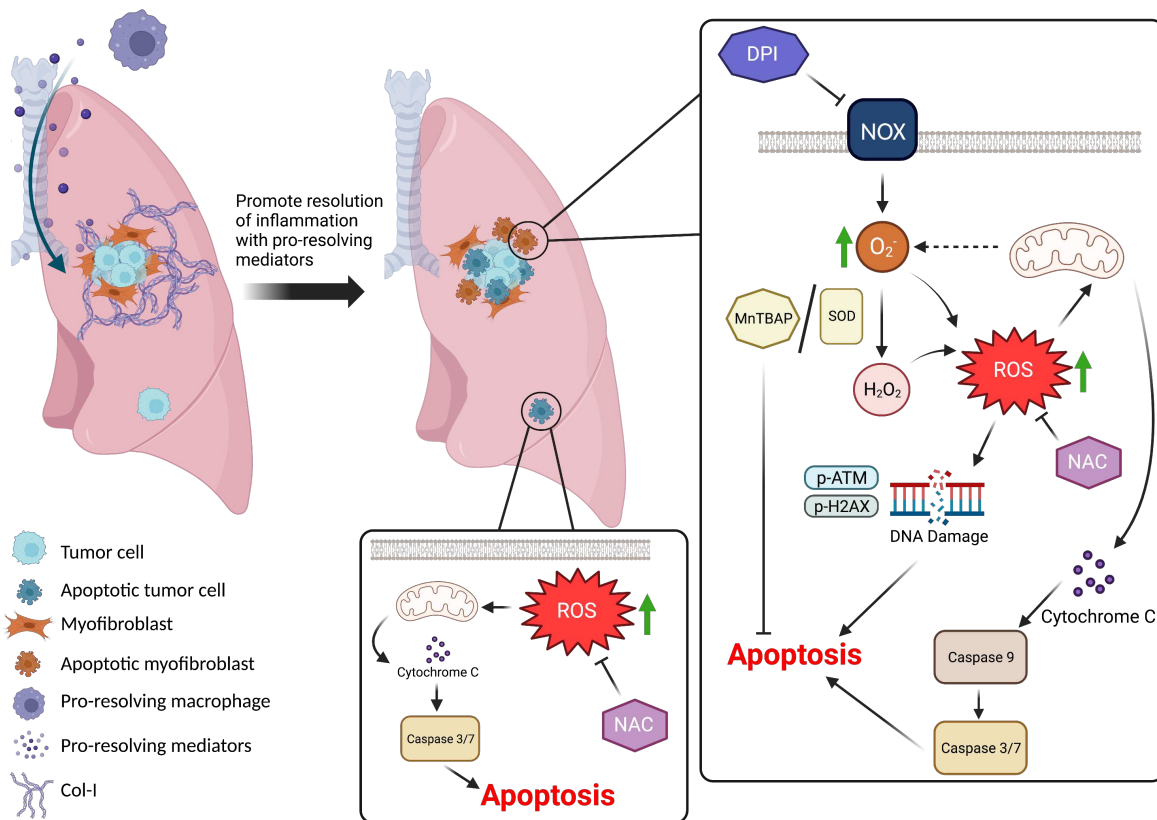 Promote resolution
of inflammation
with pro-resolving
mediators
Tumor cell
Apoptotic tumor cell
Myofibroblast
Apoptotic myofibroblast
Pro-resolving macrophage
Pro-resolving mediators
Col-I
ROS
Cytochrome C
NAC
Caspase 3/7
Apoptosis
DPI
NOX
O₂⁻
MnTBAP
SOD
ROS
H₂O₂
NAC
p-ATM
p-H2AX
DNA Damage
Cytochrome C
Apoptosis
Caspase 9
Caspase 3/7